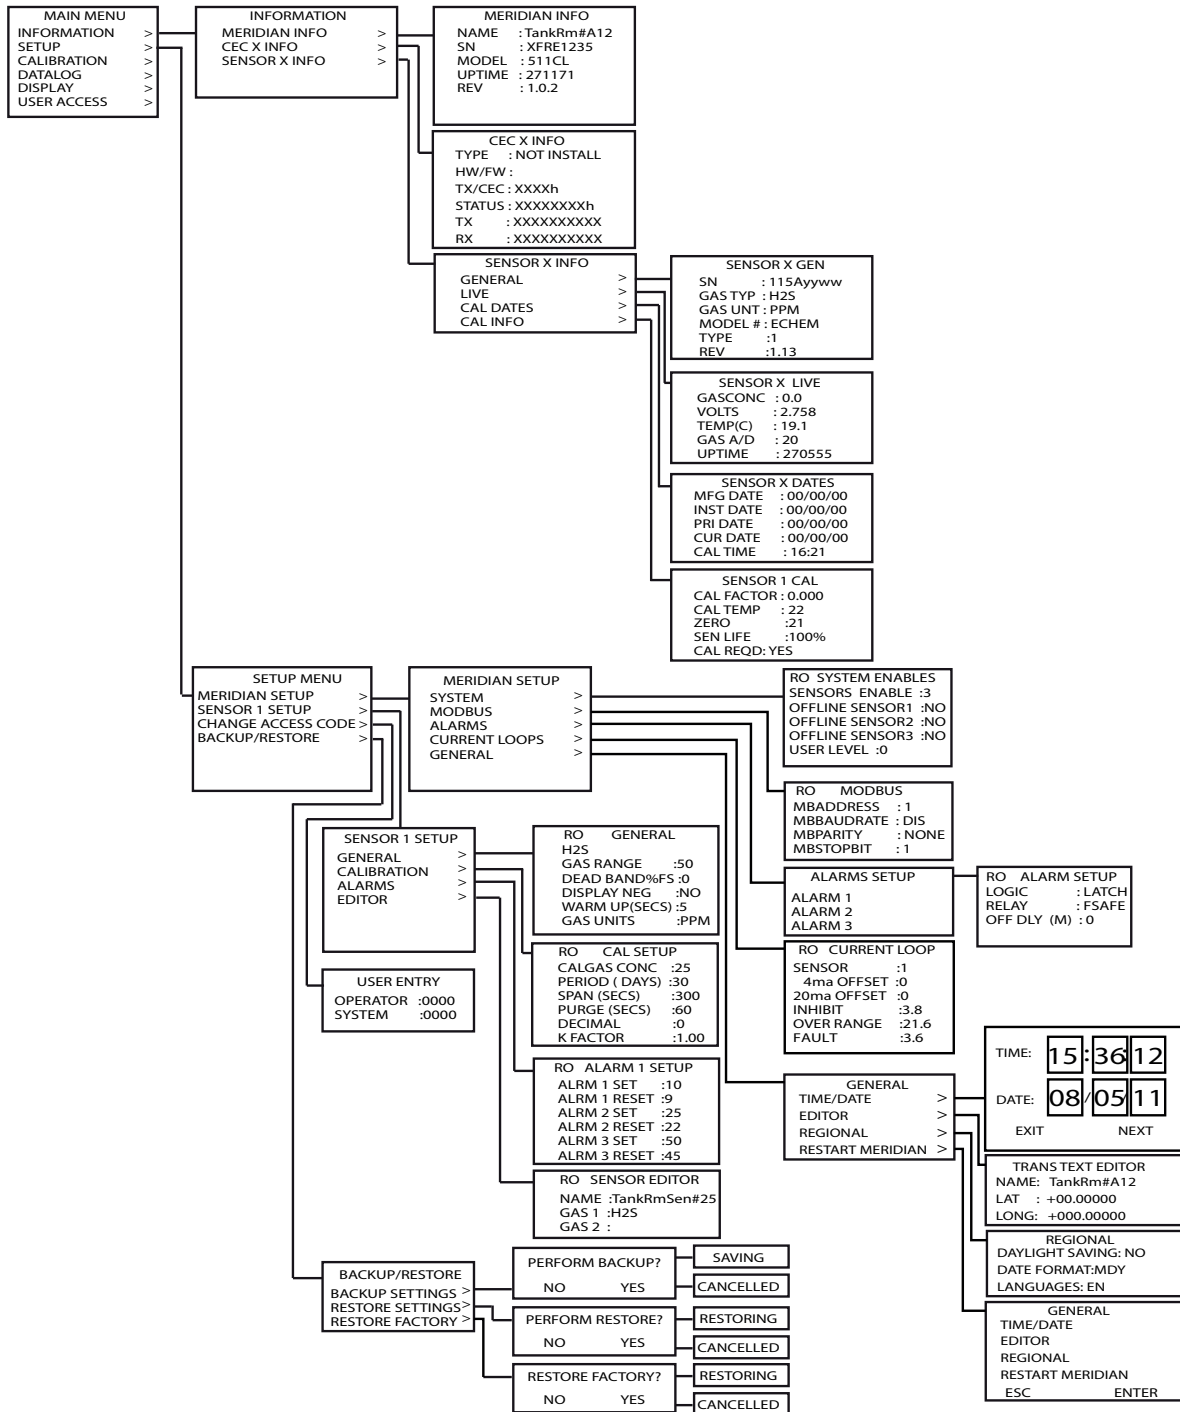 MAIN MENU
INFORMATION >
SETUP >
CALIBRATION >
DATALOG >
DISPLAY >
USER ACCESS >
INFORMATION
MERIDIAN INFO >
CEC X INFO >
SENSOR X INFO >
MERIDIAN INFO
NAME : TankRm#A12
SN : XFRE1235
MODEL : 511CL
UPTIME : 271171
REV : 1.0.2
CEC X INFO
TYPE : NOT INSTALL
HW/FW :
TX/CEC : XXXXh
STATUS : XXXXXXXXh
TX : XXXXXXXXXX
RX : XXXXXXXXXX
SENSOR X INFO
GENERAL >
LIVE >
CAL DATES >
CAL INFO >
SENSOR X GEN
SN : 115Ayyww
GAS TYP : H2S
GAS UNT : PPM
MODEL # : ECHEM
TYPE :1
REV :1.13
SENSOR X LIVE
GASCONC : 0.0
VOLTS : 2.758
TEMP(C) : 19.1
GAS A/D : 20
UPTIME : 270555
SENSOR X DATES
MFG DATE : 00/00/00
INST DATE : 00/00/00
PRI DATE : 00/00/00
CUR DATE : 00/00/00
CAL TIME : 16:21
SENSOR 1 CAL
CAL FACTOR : 0.000
CAL TEMP : 22
ZERO :21
SEN LIFE :100%
CAL REQD: YES
SETUP MENU
MERIDIAN SETUP >
SENSOR 1 SETUP >
CHANGE ACCESS CODE >
BACKUP/RESTORE >
MERIDIAN SETUP
SYSTEM >
MODBUS >
ALARMS >
CURRENT LOOPS >
GENERAL >
RO SYSTEM ENABLES
SENSORS ENABLE :3
OFFLINE SENSOR1 :NO
OFFLINE SENSOR2 :NO
OFFLINE SENSOR3 :NO
USER LEVEL :0
RO MODBUS
MBADDRESS : 1
MBBAUDRATE : DIS
MBPARITY : NONE
MBSTOPBIT : 1
ALARMS SETUP
ALARM 1
ALARM 2
ALARM 3
RO ALARM SETUP
LOGIC : LATCH
RELAY : FSAFE
OFF DLY (M) : 0
RO CURRENT LOOP
SENSOR :1
4ma OFFSET :0
20ma OFFSET :0
INHIBIT :3.8
OVER RANGE :21.6
FAULT :3.6
SENSOR 1 SETUP
GENERAL >
CALIBRATION >
ALARMS >
EDITOR >
RO GENERAL
H2S
GAS RANGE :50
DEAD BAND%FS :0
DISPLAY NEG :NO
WARM UP(SECS) :5
GAS UNITS :PPM
RO CAL SETUP
CALGAS CONC :25
PERIOD ( DAYS) :30
SPAN (SECS) :300
PURGE (SECS) :60
DECIMAL :0
K FACTOR :1.00
USER ENTRY
OPERATOR :0000
SYSTEM :0000
RO ALARM 1 SETUP
ALRM 1 SET :10
ALRM 1 RESET :9
ALRM 2 SET :25
ALRM 2 RESET :22
ALRM 3 SET :50
ALRM 3 RESET :45
RO SENSOR EDITOR
NAME :TankRmSen#25
GAS 1 :H2S
GAS 2 :
GENERAL
TIME/DATE >
EDITOR >
REGIONAL >
RESTART MERIDIAN >
TIME: 15:36:12
DATE: 08/05/11
EXIT NEXT
TRANS TEXT EDITOR
NAME: TankRm#A12
LAT : +00.00000
LONG: +000.00000
REGIONAL
DAYLIGHT SAVING: NO
DATE FORMAT:MDY
LANGUAGES: EN
GENERAL
TIME/DATE
EDITOR
REGIONAL
RESTART MERIDIAN
ESC ENTER
BACKUP/RESTORE
BACKUP SETTINGS >
RESTORE SETTINGS >
RESTORE FACTORY >
PERFORM BACKUP?
NO YES
SAVING
CANCELLED
PERFORM RESTORE?
NO YES
RESTORING
CANCELLED
RESTORE FACTORY?
NO YES
RESTORING
CANCELLED